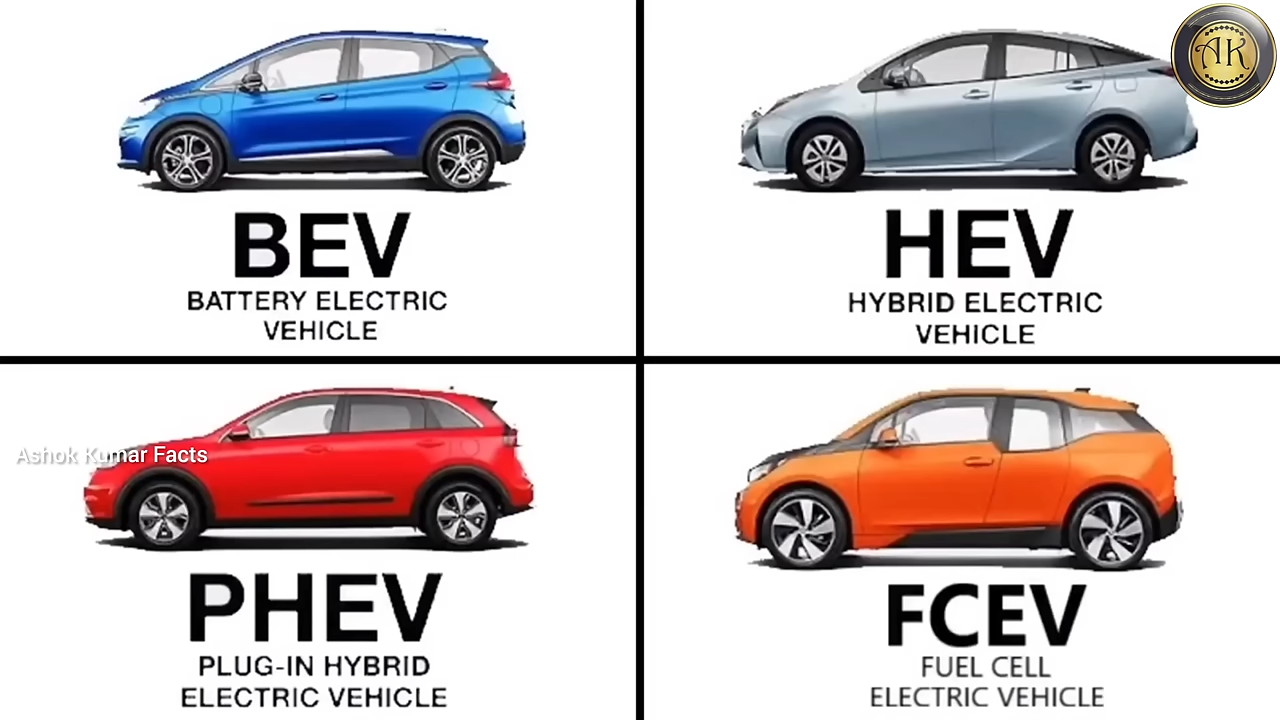 AK
BEV
BATTERY ELECTRIC
VEHICLE
HEV
HYBRID ELECTRIC
VEHICLE
Ashok Kumar Facts
PHEV
PLUG-IN HYBRID
ELECTRIC VEHICLE
FCEV
FUEL CELL
ELECTRIC VEHICLE